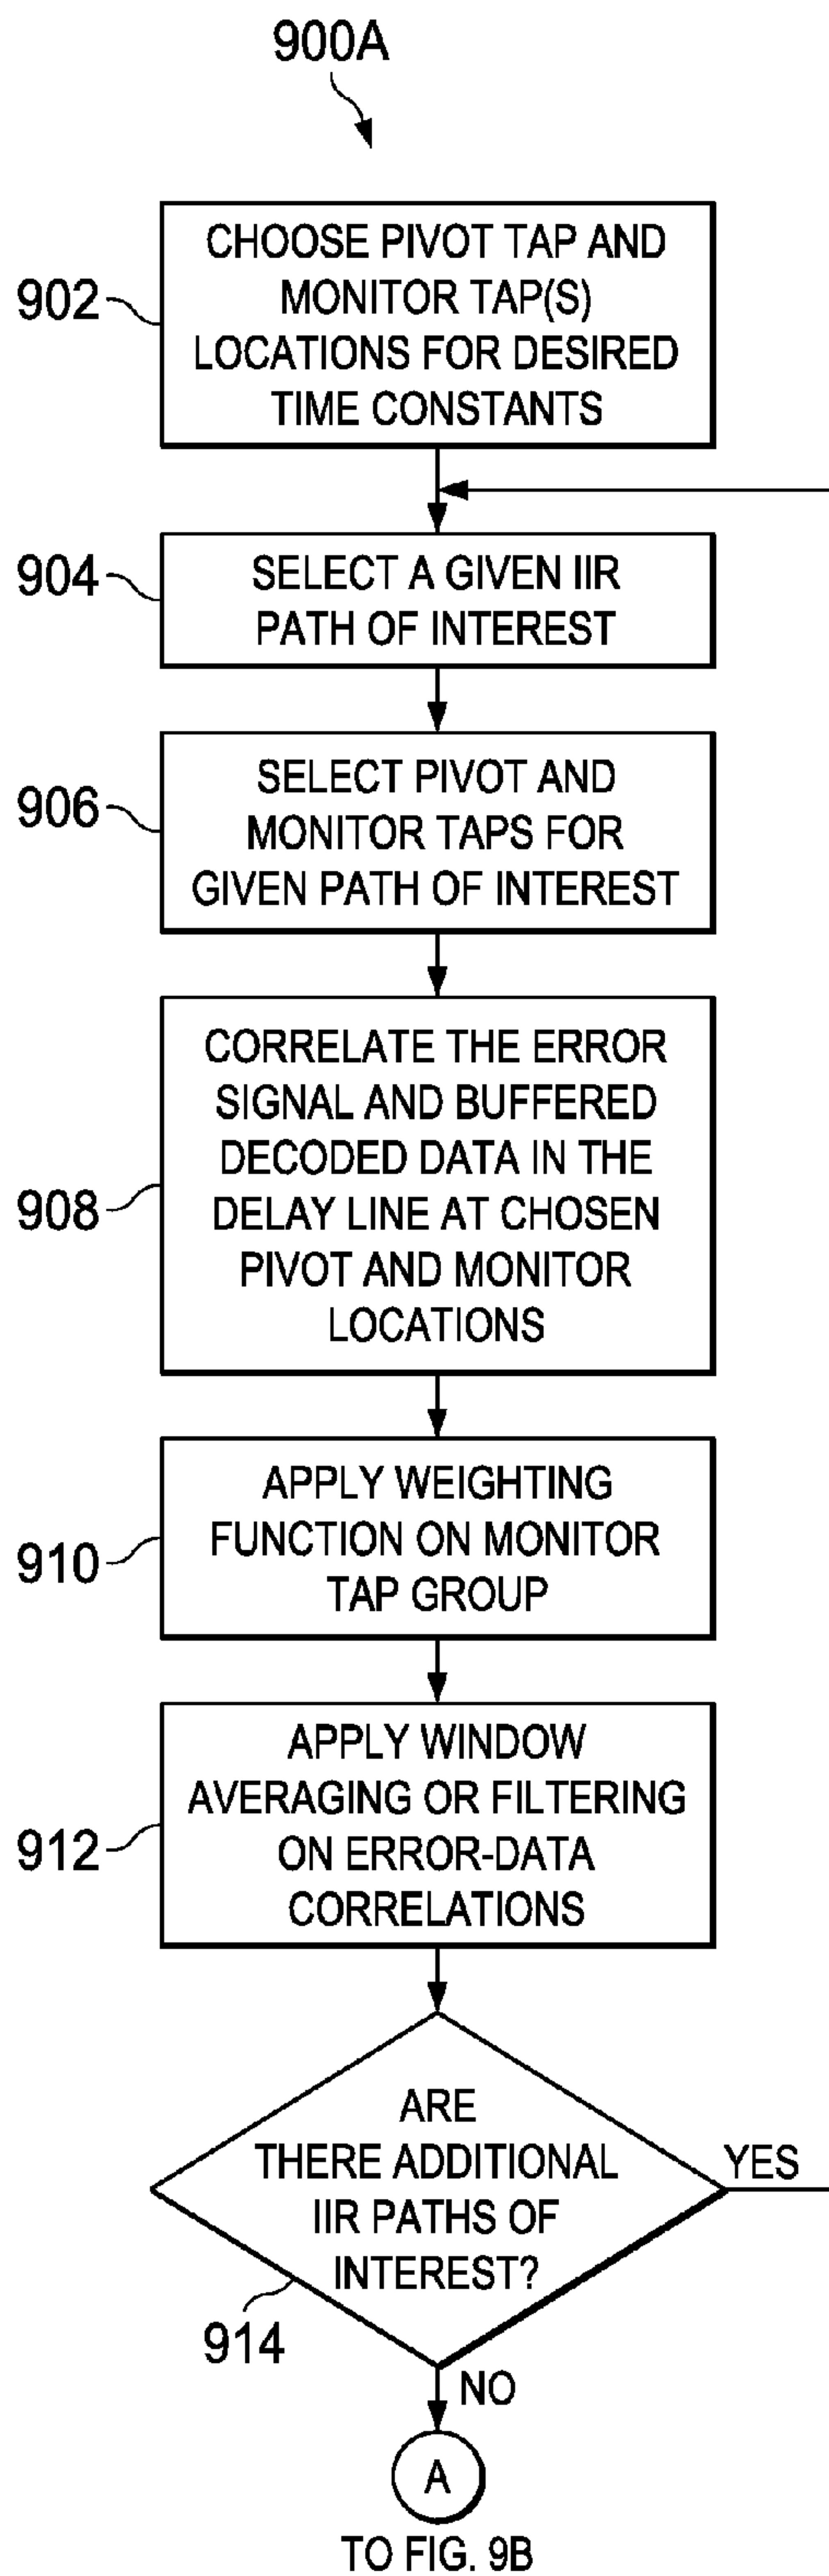 900A
902
CHOOSE PIVOT TAP AND
MONITOR TAP(S)
LOCATIONS FOR DESIRED
TIME CONSTANTS
904
SELECT A GIVEN IIR
PATH OF INTEREST
906
SELECT PIVOT AND
MONITOR TAPS FOR
GIVEN PATH OF INTEREST
908
CORRELATE THE ERROR
SIGNAL AND BUFFERED
DECODED DATA IN THE
DELAY LINE AT CHOSEN
PIVOT AND MONITOR
LOCATIONS
910
APPLY WEIGHTING
FUNCTION ON MONITOR
TAP GROUP
912
APPLY WINDOW
AVERAGING OR FILTERING
ON ERROR-DATA
CORRELATIONS
914
ARE
THERE ADDITIONAL
IIR PATHS OF
INTEREST?
YES
NO
A
TO FIG. 9B